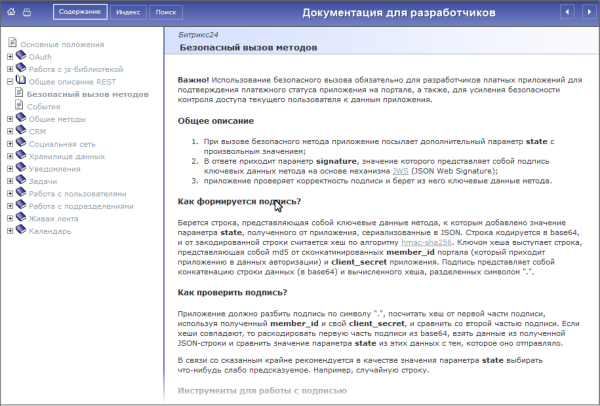 Содержание Индекс Поиск Документация для разработчиков
Основные положения
OAuth
Работа с js-библиотекой
Общее описание REST
Безопасный вызов методов
События
Общие методы
CRM
Социальная сеть
Хранилище данных
Уведомления
Задачи
Работа с пользователями
Работа с подразделениями
Живая лента
Календарь
Битрикс24
Безопасный вызов методов
Важно! Использование безопасного вызова обязательно для разработчиков платных приложений для
подтверждения платежного статуса приложения на портале, а также, для усиления безопасности
контроля доступа текущего пользователя к данным приложения.
Общее описание
1. При вызове безопасного метода приложение посылает дополнительный параметр state с
произвольным значением;
2. В ответе приходит параметр signature, значение которого представляет собой подпись
ключевых данных метода на основе механизма JWS (JSON Web Signature);
3. приложение проверяет корректность подписи и берет из него ключевые данные метода.
Как формируется подпись?
Берется строка, представляющая собой ключевые данные метода, к которым добавлено значение
параметра state, полученного от приложения, сериализованные в JSON. Строка кодируется в base64,
и от закодированной строки считается хеш по алгоритму hmac-sha256. Ключом хеша выступает строка,
представляющая собой md5 от сконкатинированных member_id портала (который приходит
приложению в данных авторизации) и client_secret приложения. Подпись представляет собой
конкатенацию строки данных (в base64) и вычисленного хеша, разделенных символом ".".
Как проверить подпись?
Приложение должно разбить подпись по символу ".", посчитать хеш от первой части подписи,
используя полученный member_id и свой client_secret, и сравнить со второй частью подписи. Если
хеши совпадают, то раскодировать первую часть подписи из base64, взять данные из полученной
JSON-строки и сравнить значение параметра state из этих данных с тем, которое оно отправляло.
В связи со сказанным крайне рекомендуется в качестве значения параметра state выбирать
что-нибудь слабо предсказуемое. Например, случайную строку.
Инструменты для работы с подписью